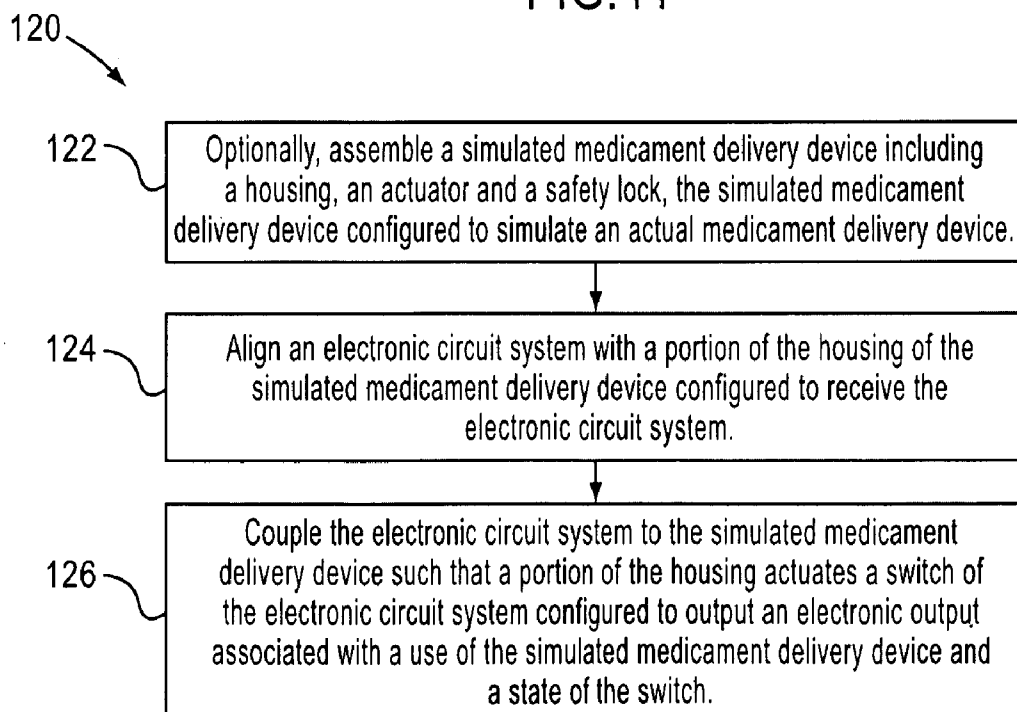 FIG.
120
122
Optionally, assemble a simulated medicament delivery device including
a housing, an actuator and a safety lock, the simulated medicament
delivery device configured to simulate an actual medicament delivery device.
124
Align an electronic circuit system with a portion of the housing of the
simulated medicament delivery device configured to receive the
electronic circuit system.
126
Couple the electronic circuit system to the simulated medicament
delivery device such that a portion of the housing actuates a switch of
the electronic circuit system configured to output an electronic output
associated with a use of the simulated medicament delivery device and
a state of the switch.